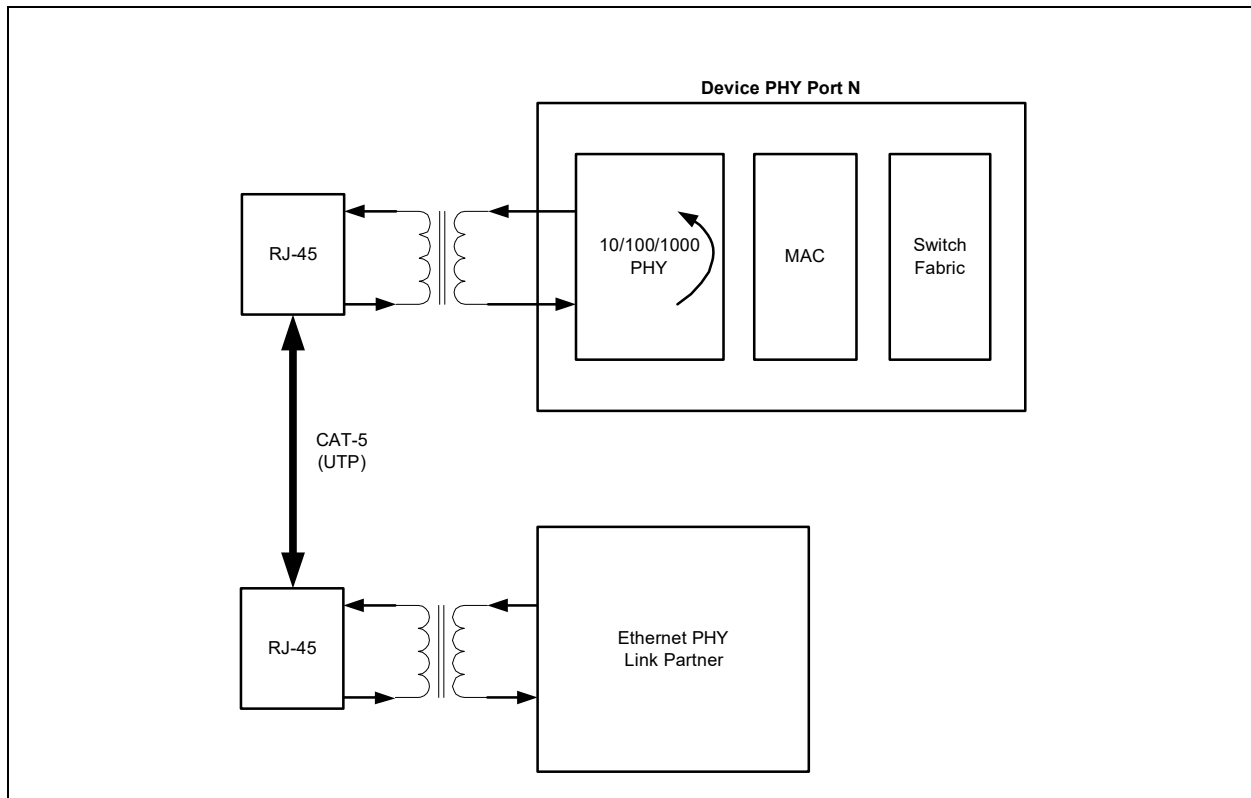 Device PHY Port N
RJ-45
10/100/1000
PHY
MAC
Switch
Fabric
CAT-5
(UTP)
RJ-45
Ethernet PHY
Link Partner